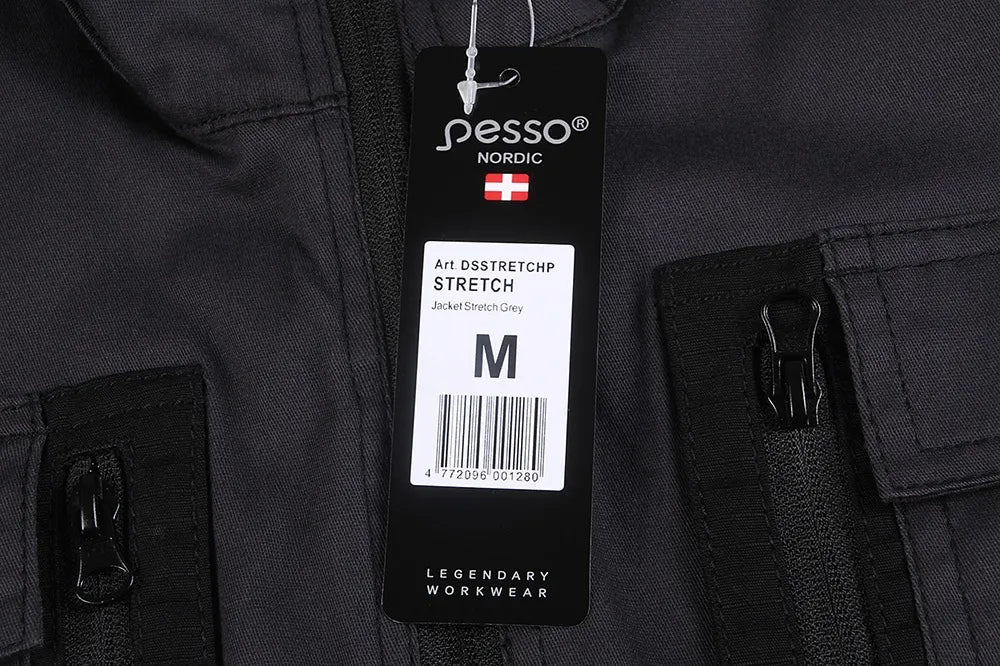 pesso®
NORDIC
Art. DSSTRETCHP
STRETCH
Jacket Stretch Grey
M
4 772096 001280
LEGENDARY
WORKWEAR